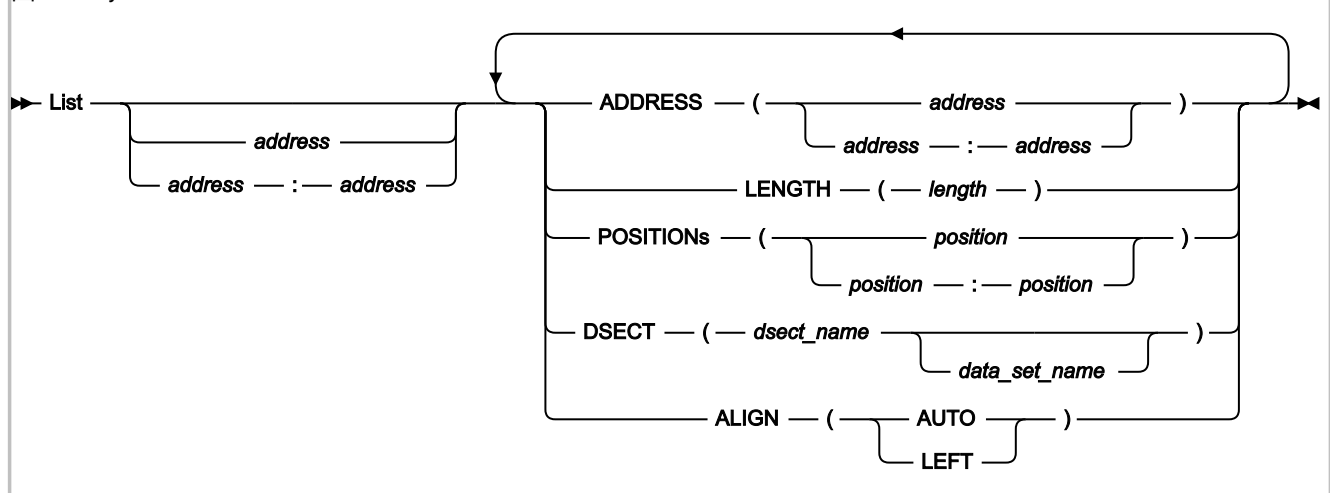 List ADDRESS ( address )
address address : address
address : address
LENGTH ( length )
POSITIONs ( position )
position : position
DSECT ( dsect_name )
data_set_name
ALIGN ( AUTO )
LEFT